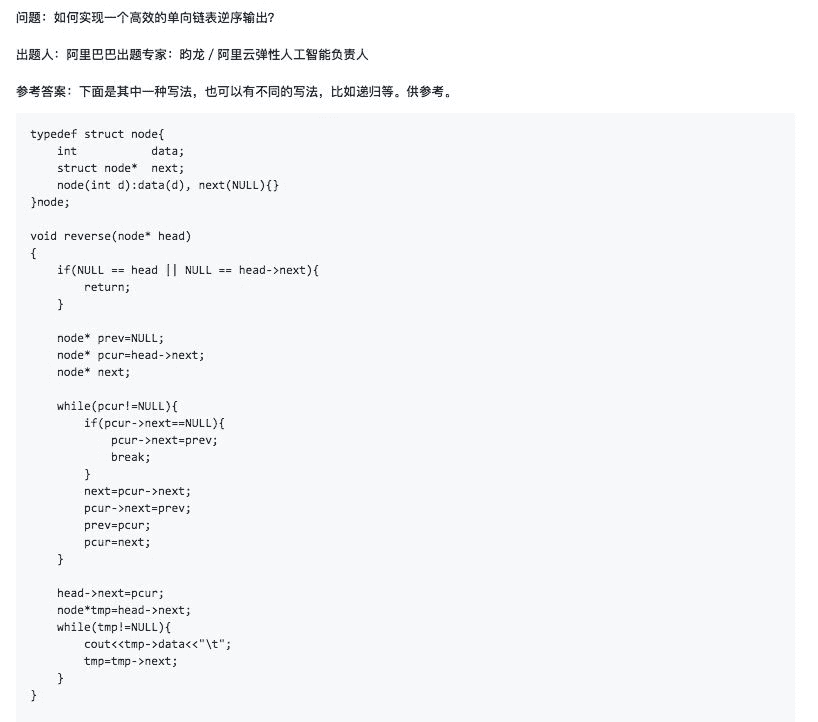 问题：如何实现一个高效的单向链表逆序输出？
出题人：阿里巴巴出题专家：昀龙／阿里云弹性人工智能负责人
参考答案：下面是其中一种写法，也可以有不同的写法，比如递归等。供参考。
typedef struct node{
    int           data;
    struct node*  next;
    node(int d):data(d), next(NULL){}
}node;
void reverse(node* head)
{
    if(NULL == head || NULL == head->next){
        return;
    }
    node* prev=NULL;
    node* pcur=head->next;
    node* next;
    while(pcur!=NULL){
        if(pcur->next==NULL){
            pcur->next=prev;
            break;
        }
        next=pcur->next;
        pcur->next=prev;
        prev=pcur;
        pcur=next;
    }
    head->next=pcur;
    node*tmp=head->next;
    while(tmp!=NULL){
        cout<<tmp->data<<"\t";
        tmp=tmp->next;
    }
}